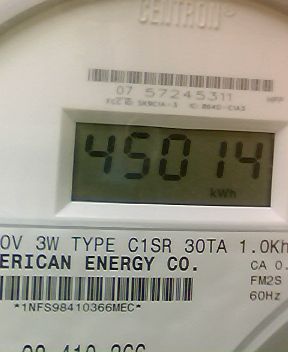 CENTRON®
07 57245311
45014
kWh
0V 3W TYPE C1SR 30TA 1.0Kh
ERICAN ENERGY CO.
CA 0.
FM2S
60Hz
*1NFS98410366MEC*